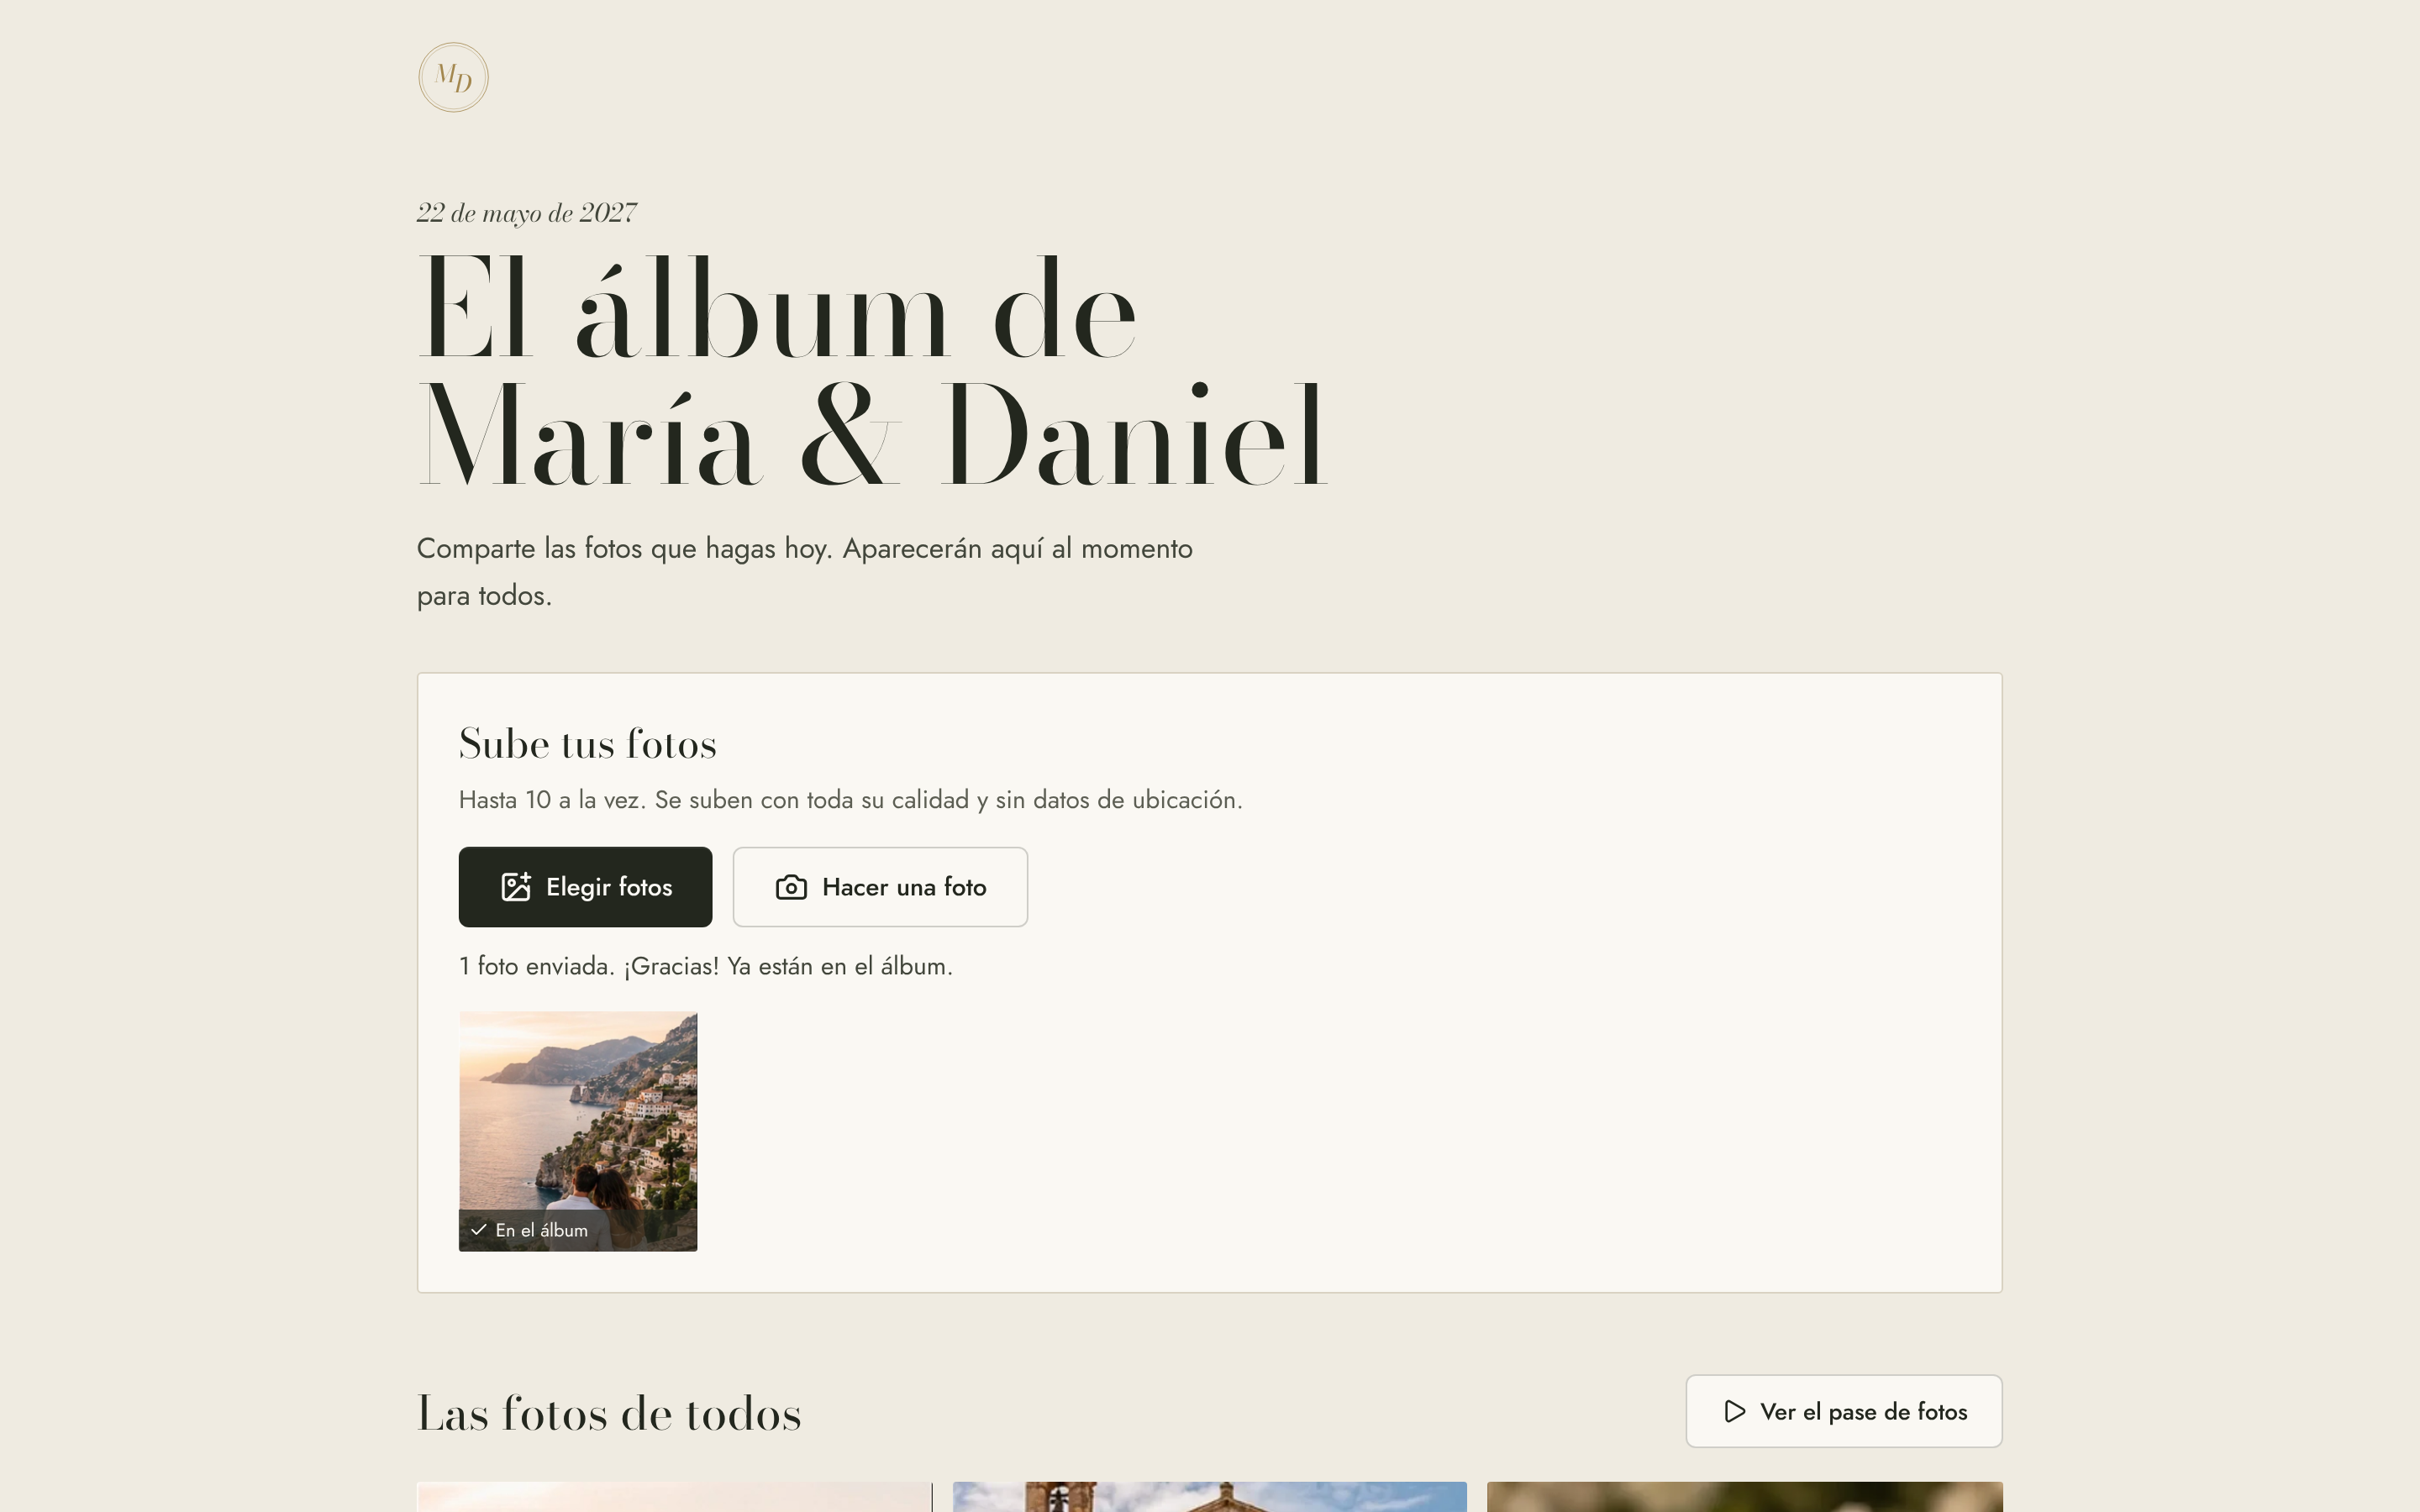 MD
22 de mayo de 2027
El álbum de
María & Daniel
Comparte las fotos que hagas hoy. Aparecerán aquí al momento
para todos.
Sube tus fotos
Hasta 10 a la vez. Se suben con toda su calidad y sin datos de ubicación.
Elegir fotos
Hacer una foto
1 foto enviada. ¡Gracias! Ya están en el álbum.
En el álbum
Las fotos de todos
Ver el pase de fotos